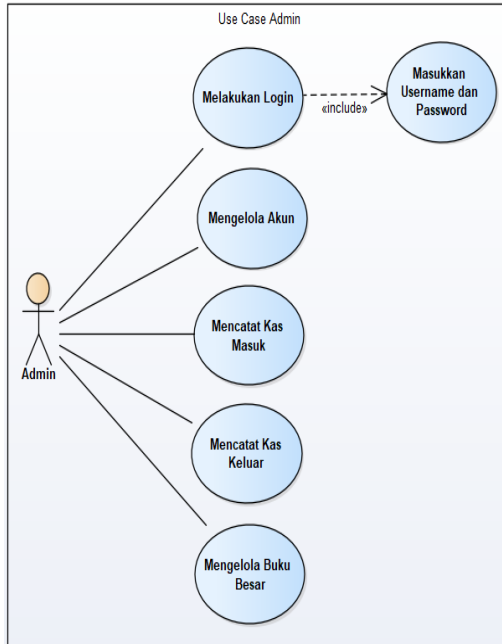 Use Case Admin
Melakukan Login
«include»
Masukkan
Username dan
Password
Mengelola Akun
Mencatat Kas
Masuk
Admin
Mencatat Kas
Keluar
Mengelola Buku
Besar